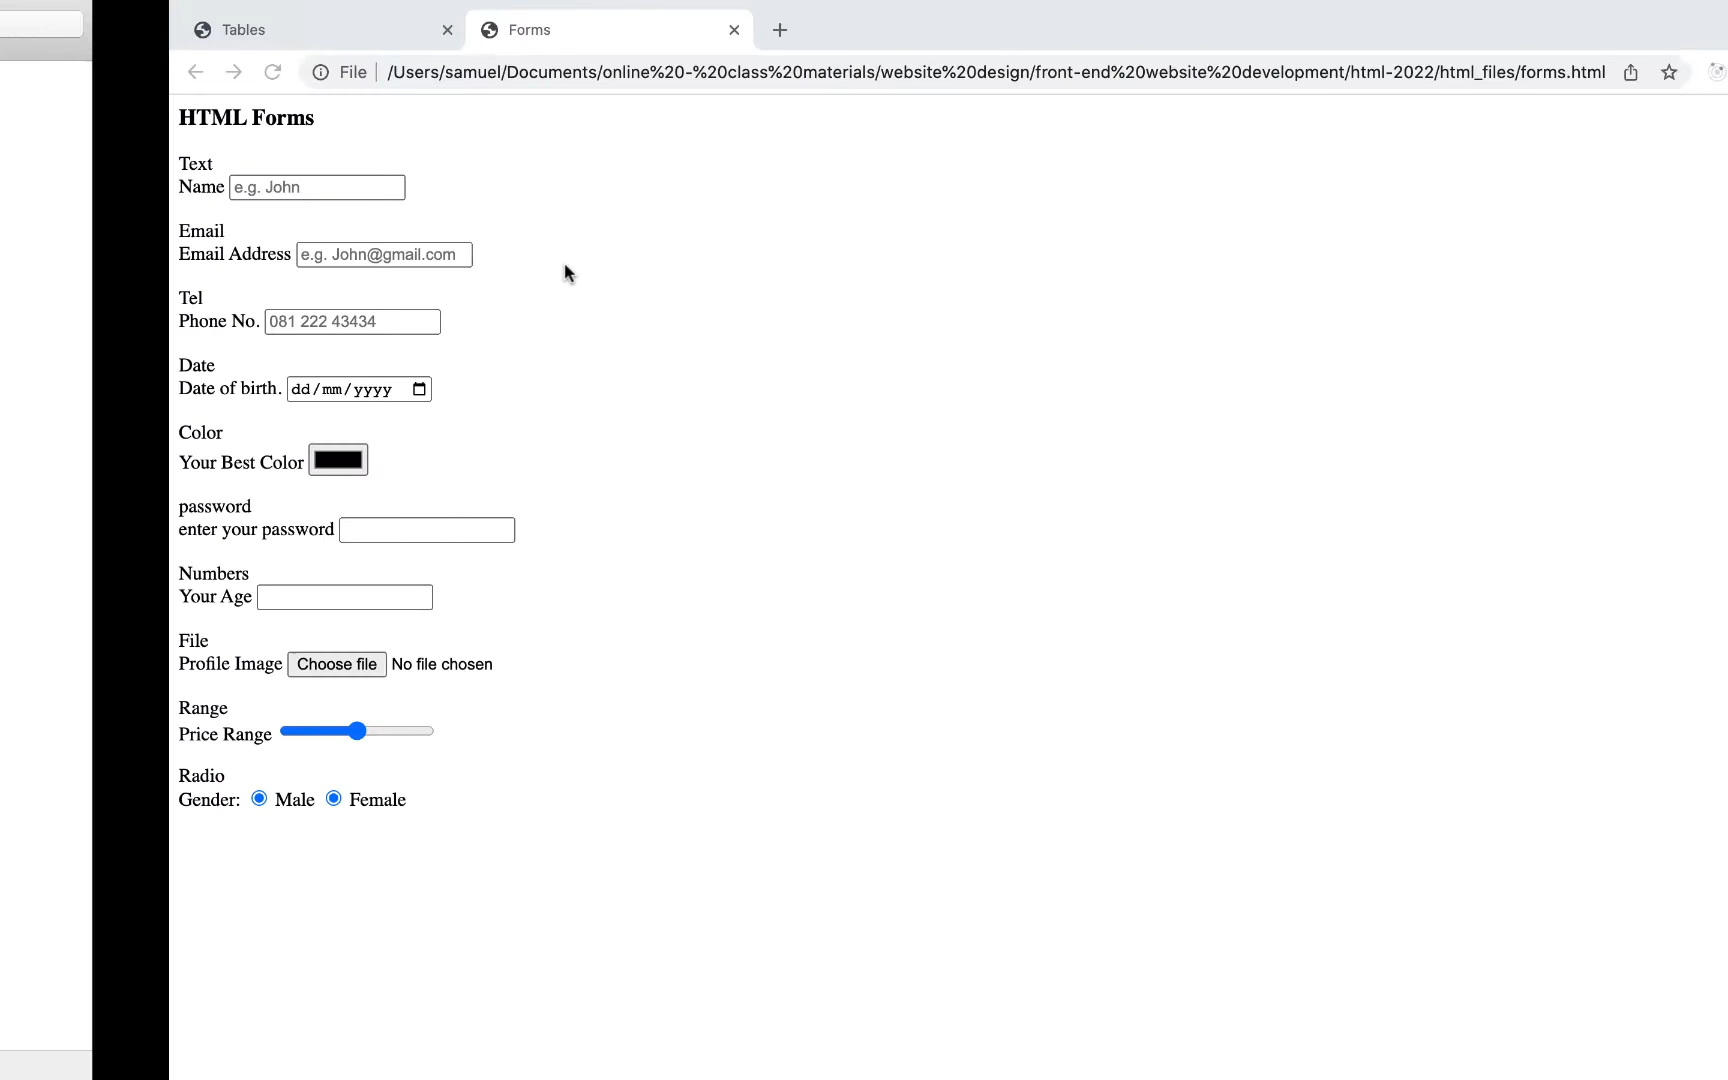 Tables
Forms
File /Users/samuel/Documents/online%20-%20class%20materials/website%20design/front-end%20website%20development/html-2022/html_files/forms.html
HTML Forms
Text
Name e.g. John
Email
Email Address e.g. John@gmail.com
Tel
Phone No. 081 222 43434
Date
Date of birth. dd/mm/yyyy
Color
Your Best Color
password
enter your password
Numbers
Your Age
File
Profile Image Choose file No file chosen
Range
Price Range
Radio
Gender: Male Female